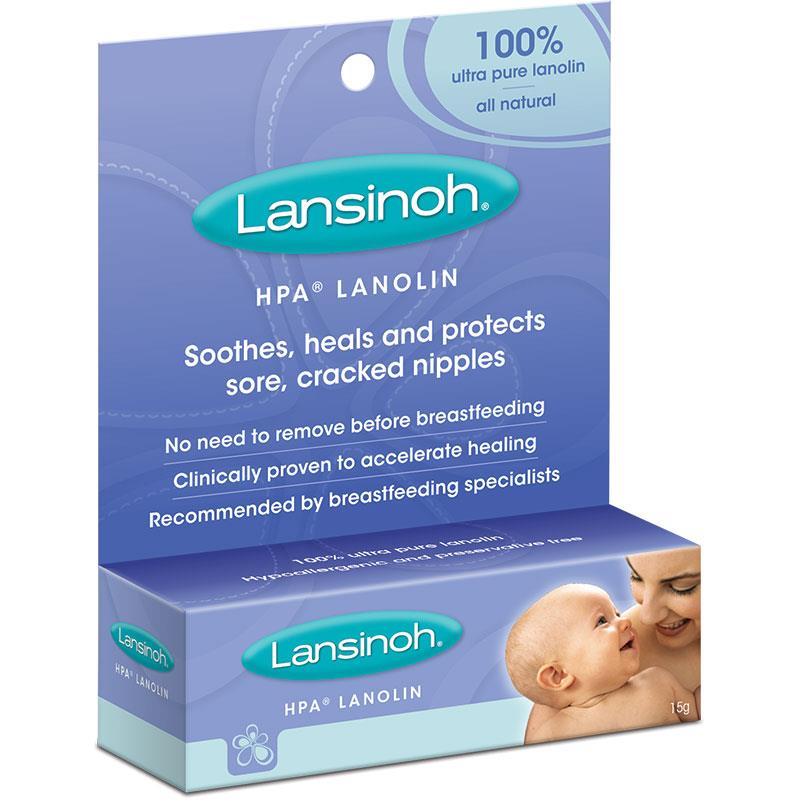 100%
ultra pure lanolin
all natural
Lansinoh®
HPA® LANOLIN
Soothes, heals and protects
sore, cracked nipples
No need to remove before breastfeeding
Clinically proven to accelerate healing
Recommended by breastfeeding specialists
100% ultra pure lanolin
Hypoallergenic and preservative free
Lansinoh®
HPA® LANOLIN
Lansinoh®
HPA® LANOLIN
15g